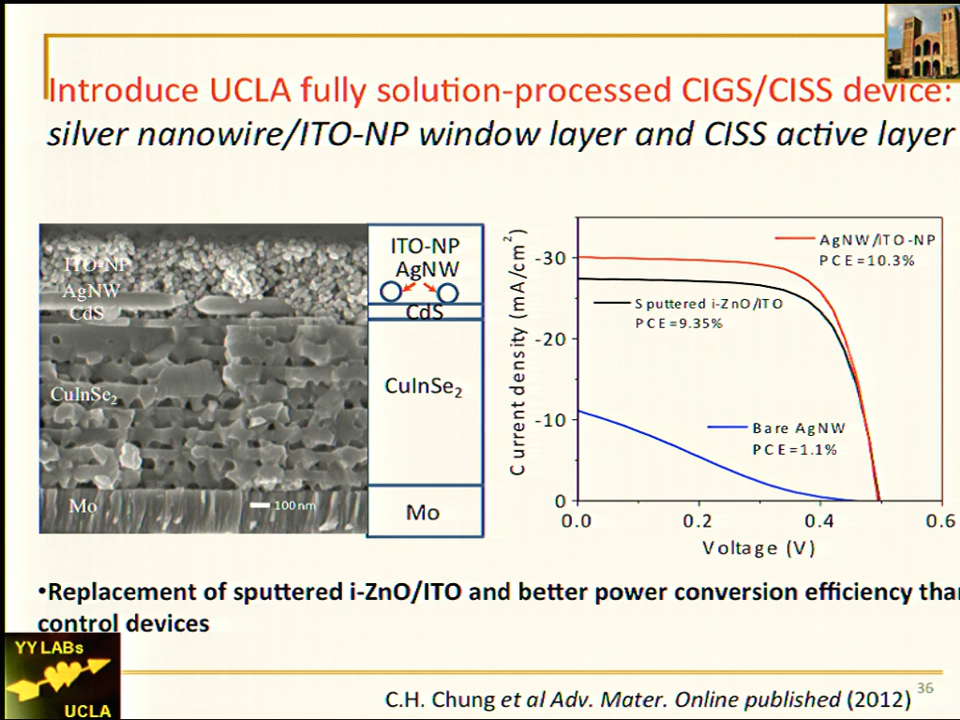 Introduce UCLA fully solution-processed CIGS/CISS device:
silver nanowire/ITO-NP window layer and CISS active layer
ITO-NP
AgNW
CdS
CuInSe2
Mo
100 nm
ITO-NP
AgNW
CdS
CuInSe2
Mo
Current density (mA/cm2)
-30
-20
-10
0
0.0
0.2
0.4
0.6
Voltage (V)
AgNW/ITO-NP
PCE=10.3%
Sputtered i-ZnO/ITO
PCE=9.35%
Bare AgNW
PCE=1.1%
•Replacement of sputtered i-ZnO/ITO and better power conversion efficiency than
control devices
YY LABs
UCLA
C.H. Chung et al Adv. Mater. Online published (2012)
36